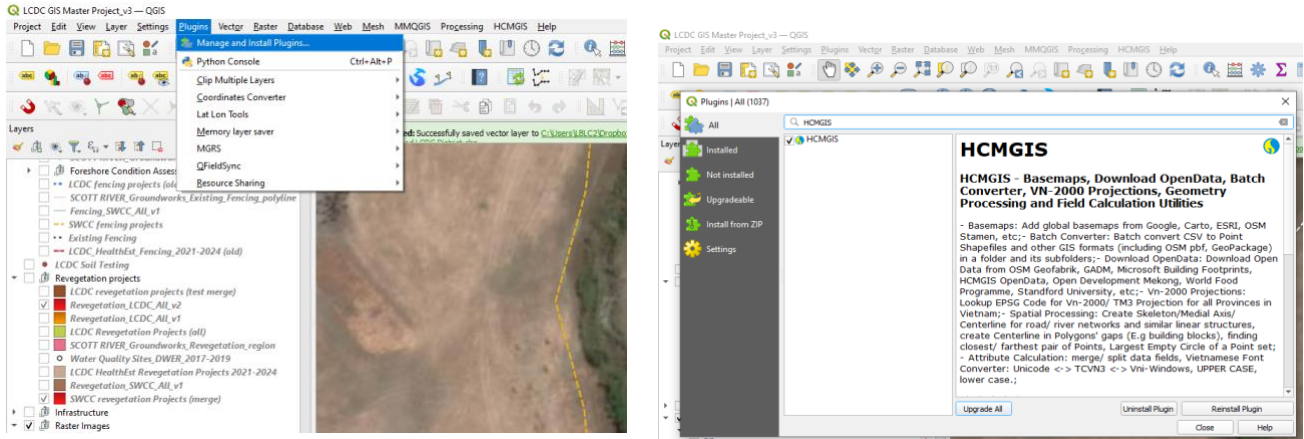 LCDC GIS Master Project_v3 — QGIS
Project Edit View Layer Settings Plugins Vector Raster Database Web Mesh MMQGIS Processing HCMGIS Help
Manage and Install Plugins...
Python Console Ctrl+Alt+P
Clip Multiple Layers
Coordinates Converter
Lat Lon Tools
Memory layer saver
MGRS
QFieldSync
Resource Sharing
ed: Successfully saved vector layer to C:\Users\LBLC2\Dropbox
Layers
Foreshore Condition Assess
LCDC fencing projects (old
SCOTT RIVER_Groundworks_Existing_Fencing_polyline
Fencing_SWCC_All_v1
SWCC fencing projects
Existing Fencing
LCDC_HealthEst_Fencing_2021-2024 (old)
LCDC Soil Testing
Revegetation projects
LCDC revegetation projects (test merge)
Revegetation_LCDC_All_v2
Revegetation_LCDC_All_v1
LCDC Revegetation Projects (all)
SCOTT RIVER_Groundworks_Revegetation_region
Water Quality Sites_DWER_2017-2019
LCDC HealthEst Revegetation Projects 2021-2024
Revegetation_SWCC_All_v1
SWCC revegetation Projects (merge)
Infrastructure
Raster Images
LCDC GIS Master Project_v3 — QGIS
Project Edit View Layer Settings Plugins Vector Raster Database Web Mesh MMQGIS Processing HCMGIS Help
Plugins | All (1037)
All
Installed
Not installed
Upgradeable
Install from ZIP
Settings
HCMGIS
HCMGIS
HCMGIS
HCMGIS - Basemaps, Download OpenData, Batch
Converter, VN-2000 Projections, Geometry
Processing and Field Calculation Utilities
- Basemaps: Add global basemaps from Google, Carto, ESRI, OSM
Stamen, etc;- Batch Converter: Batch convert CSV to Point
Shapefiles and other GIS formats (including OSM pbf, GeoPackage)
in a folder and its subfolders;- Download OpenData: Download Open
Data from OSM Geofabrik, GADM, Microsoft Building Footprints,
HCMGIS OpenData, Open Development Mekong, World Food
Programme, Standford University, etc;- Vn-2000 Projections:
Lookup EPSG Code for Vn-2000/ TM3 Projection for all Provinces in
Vietnam;- Spatial Processing: Create Skeleton/Medial Axis/
Centerline for road/ river networks and similar linear structures,
create Centerline in Polygons' gaps (E.g building blocks), finding
closest/ farthest pair of Points, Largest Empty Circle of a Point set;
- Attribute Calculation: merge/ split data fields, Vietnamese Font
Converter: Unicode <-> TCVN3 <-> Vni-Windows, UPPER CASE,
lower case.;
Upgrade All Uninstall Plugin Reinstall Plugin
Close Help